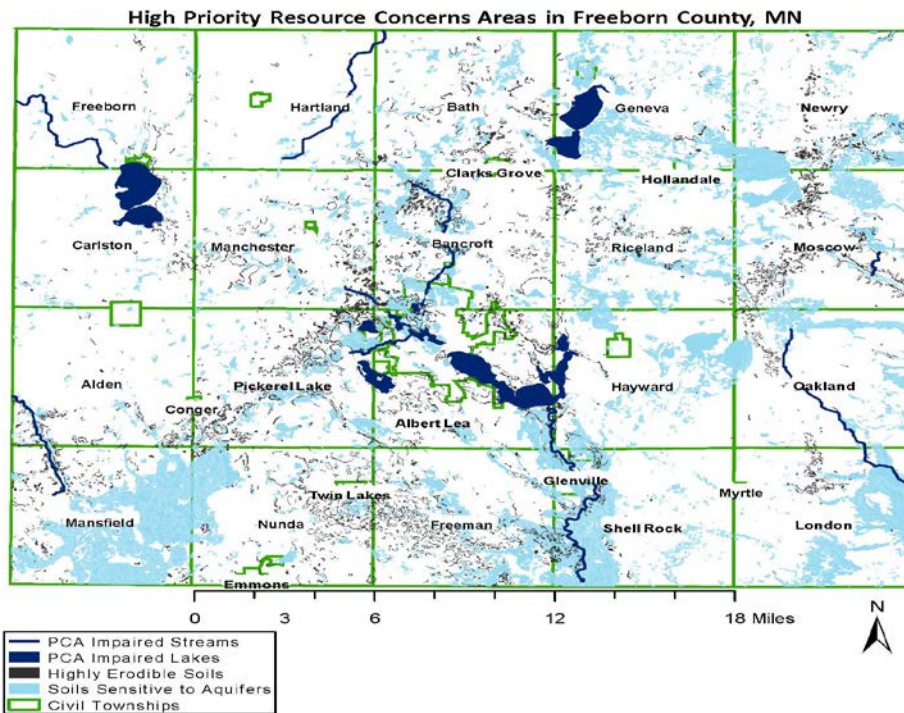 High Priority Resource Concerns Areas in Freeborn County, MN
Freeborn
Hartland
Bath
Geneva
Newry
Clarks Grove
Hollandale
Carlston
Manchester
Bancroft
Riceland
Moscow
Alden
Pickerel Lake
Hayward
Oakland
Conger
Albert Lea
Glenville
Twin Lakes
Myrtle
Mansfield
Nunda
Freeman
Shell Rock
London
Emmons
0 3 6 12 18 Miles
N
PCA Impaired Streams
PCA Impaired Lakes
Highly Erodible Soils
Soils Sensitive to Aquifers
Civil Townships